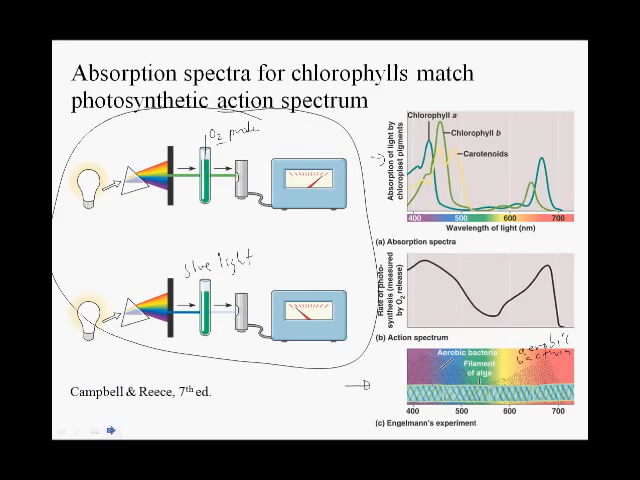 Absorption spectra for chlorophylls match
photosynthetic action spectrum
O2 probe
blue light
Campbell & Reece, 7th ed.
Chlorophyll a
Chlorophyll b
Carotenoids
Absorption of light by
chloroplast pigments
400 500 600 700
Wavelength of light (nm)
(a) Absorption spectra
Rate of photo-
synthesis (measured
by O2 release)
(b) Action spectrum
aerobic
bacteria
Aerobic bacteria
Filament
of alga
400 500 600 700
(c) Engelmann's experiment